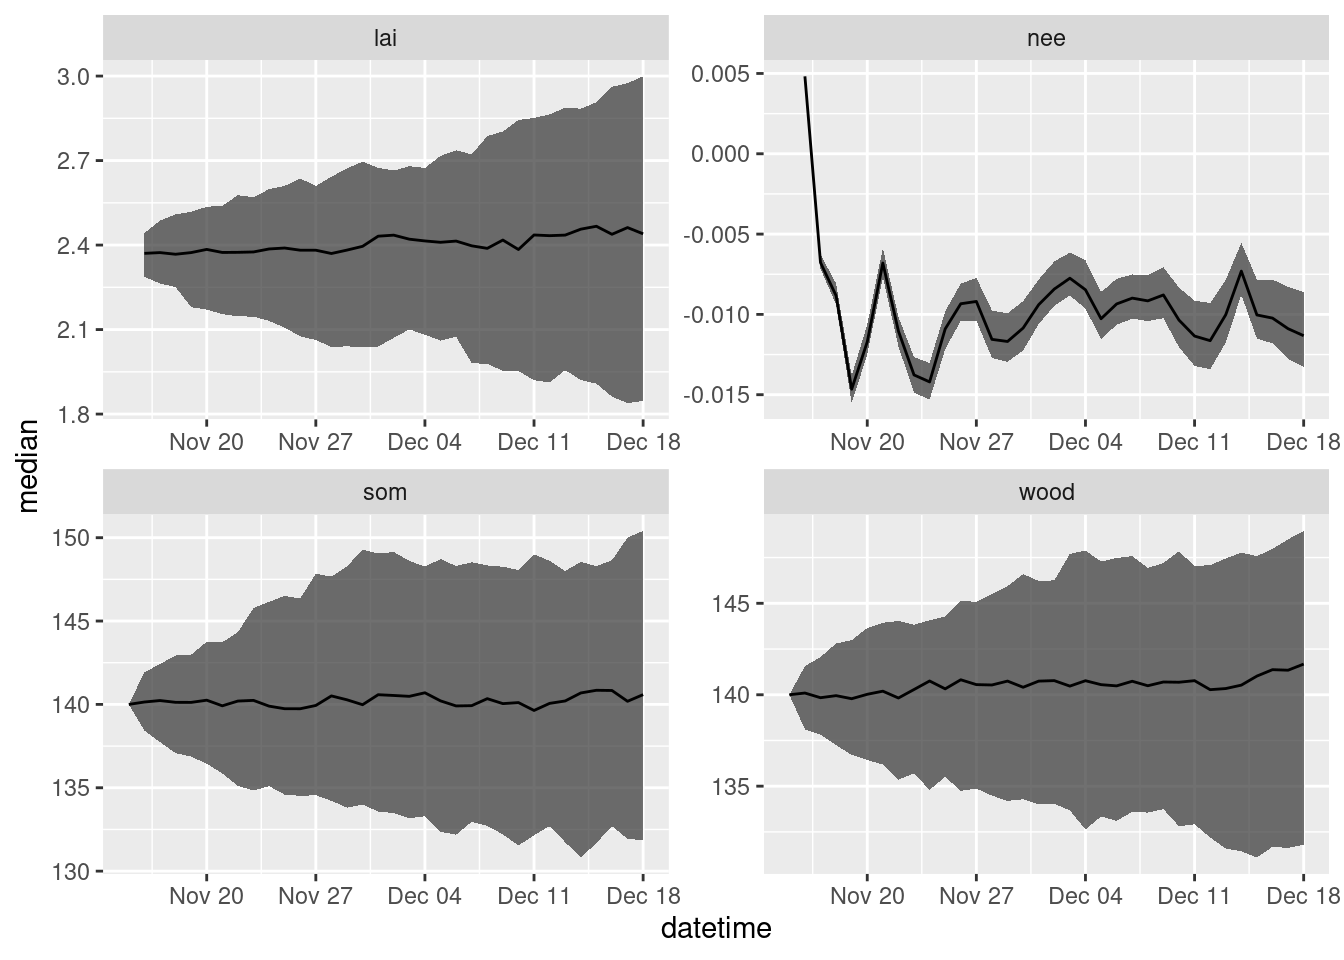 lai
nee
3.0
2.7
2.4
2.1
1.8
0.005
0.000
-0.005
-0.010
-0.015
Nov 20 Nov 27 Dec 04 Dec 11 Dec 18
Nov 20 Nov 27 Dec 04 Dec 11 Dec 18
median
som
wood
150
145
140
135
130
145
140
135
Nov 20 Nov 27 Dec 04 Dec 11 Dec 18
Nov 20 Nov 27 Dec 04 Dec 11 Dec 18
datetime